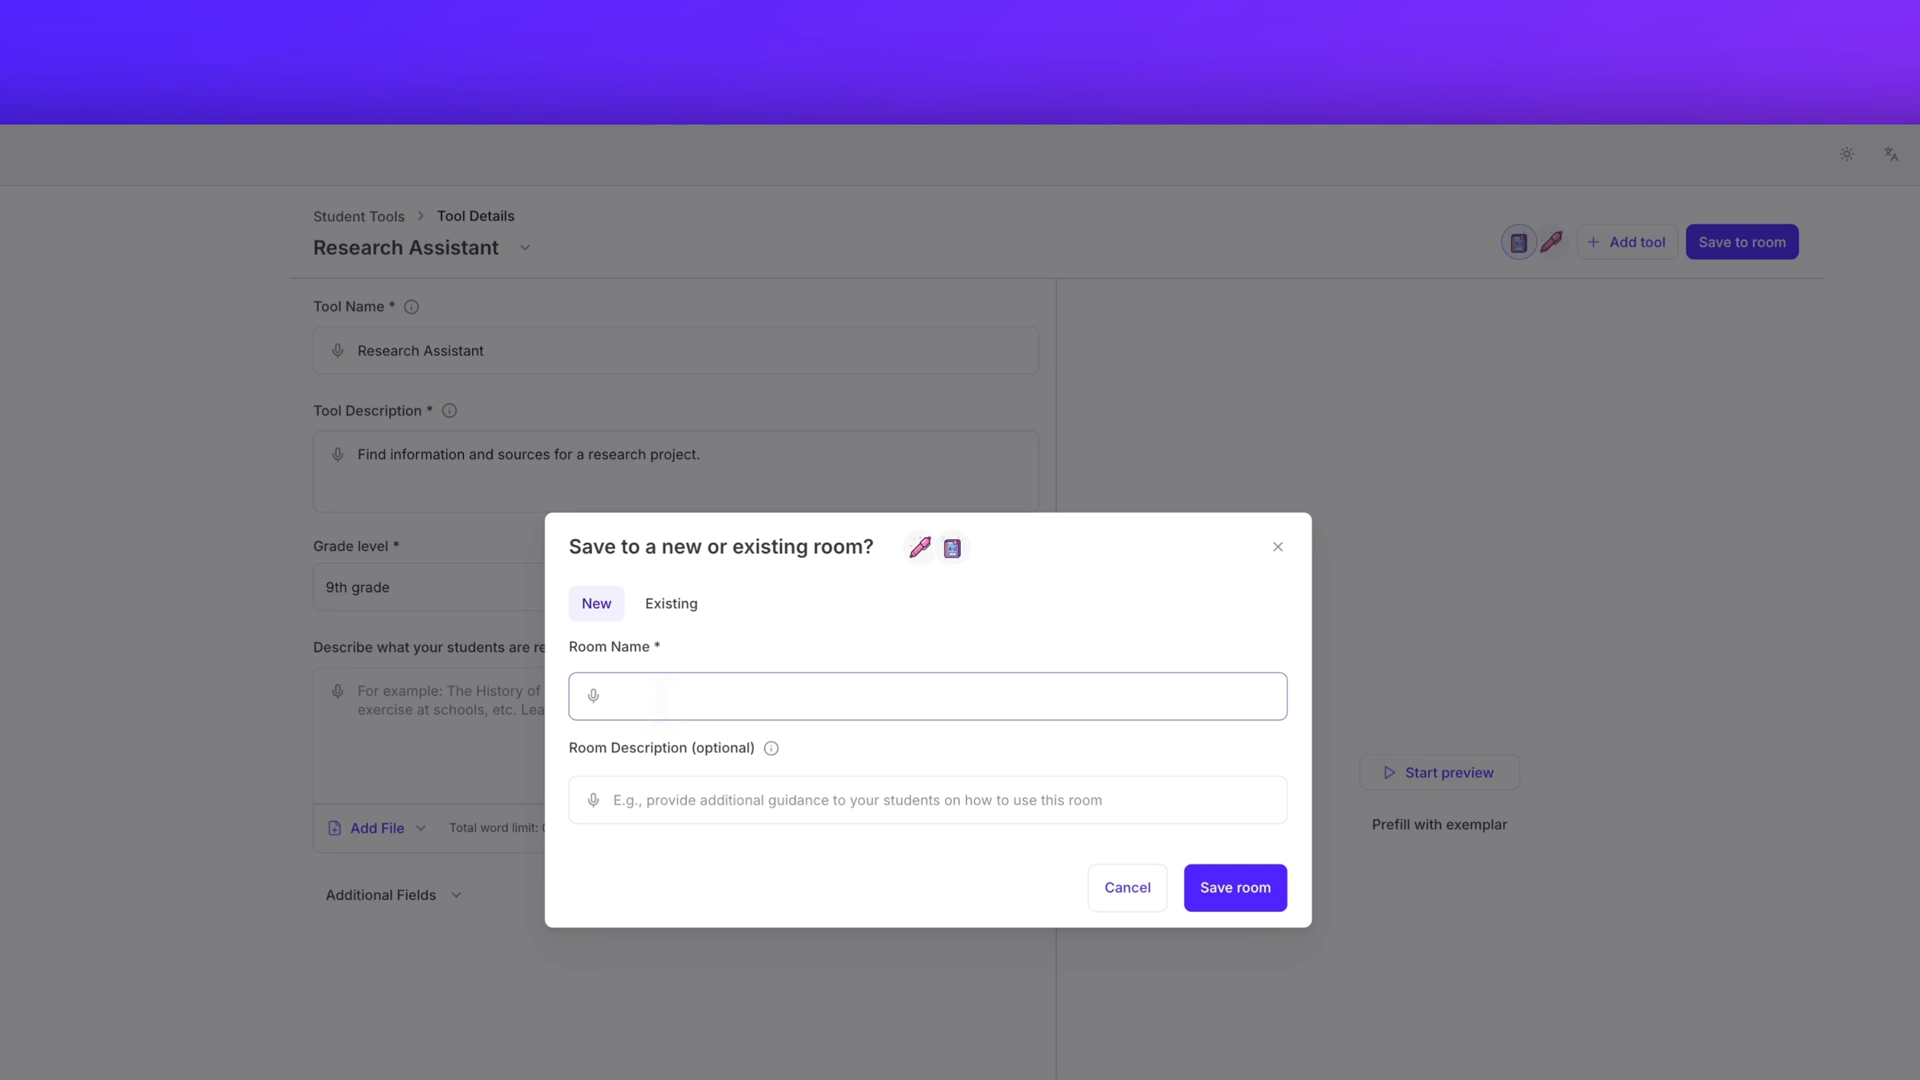 Student Tools > Tool Details
Research Assistant
Add tool
Save to room
Tool Name *
Research Assistant
Tool Description *
Find information and sources for a research project.
Grade level *
9th grade
Describe what your students are re
For example: The History of
exercise at schools, etc. Lea
Add File
Total word limit:
Additional Fields
Save to a new or existing room?
New
Existing
Room Name *
Room Description (optional)
E.g., provide additional guidance to your students on how to use this room
Cancel
Save room
Start preview
Prefill with exemplar